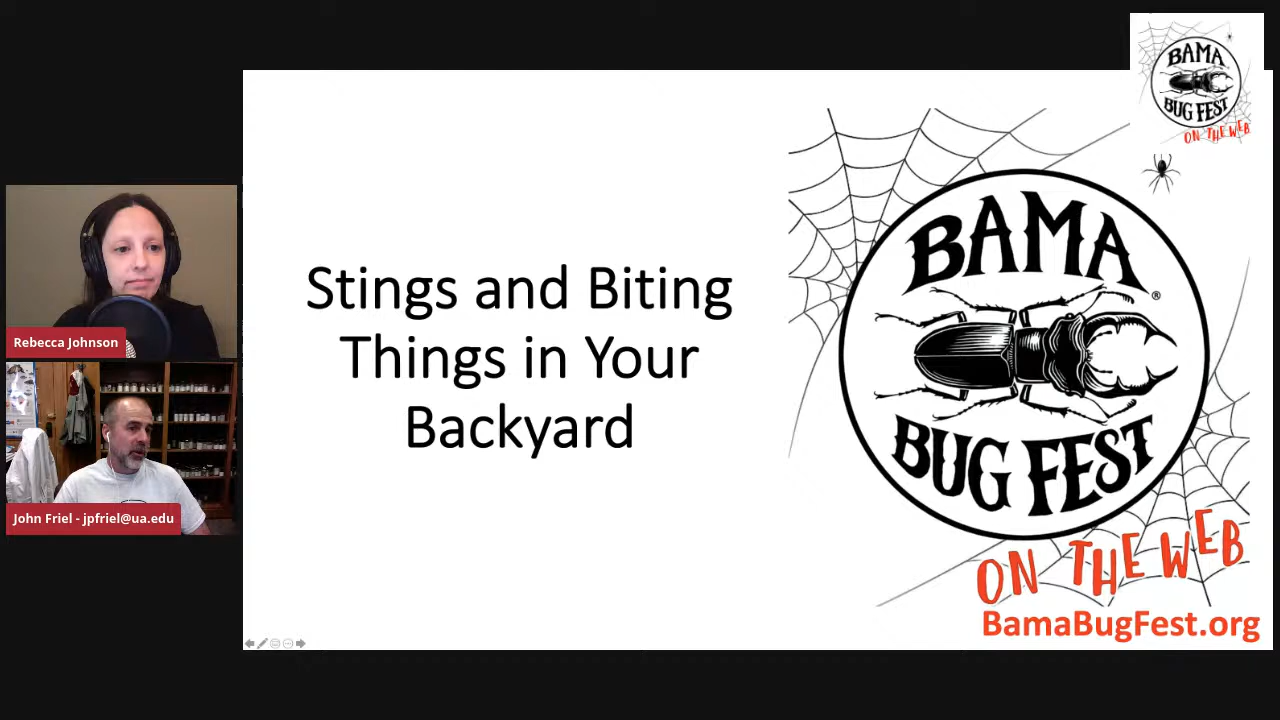 BAMA
BUG FEST
ON THE WEB
Stings and Biting
Things in Your
Backyard
BAMA
®
BUG FEST
ON THE WEB
BamaBugFest.org
Rebecca Johnson
John Friel - jpfriel@ua.edu